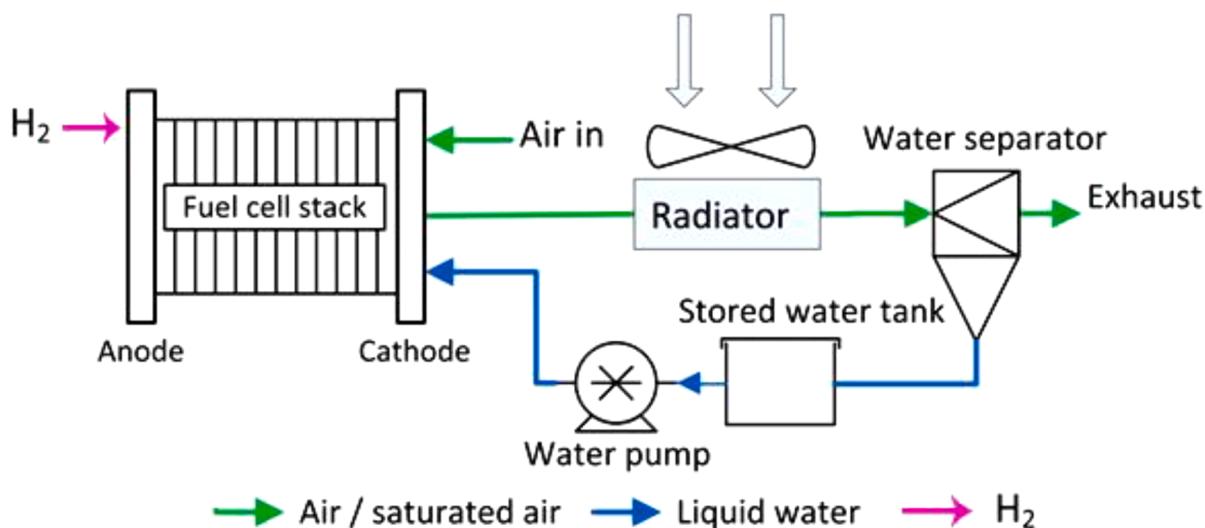 H₂
Air in
Fuel cell stack
Anode
Cathode
Radiator
Water separator
Exhaust
Stored water tank
Water pump
Air / saturated air
Liquid water
H₂